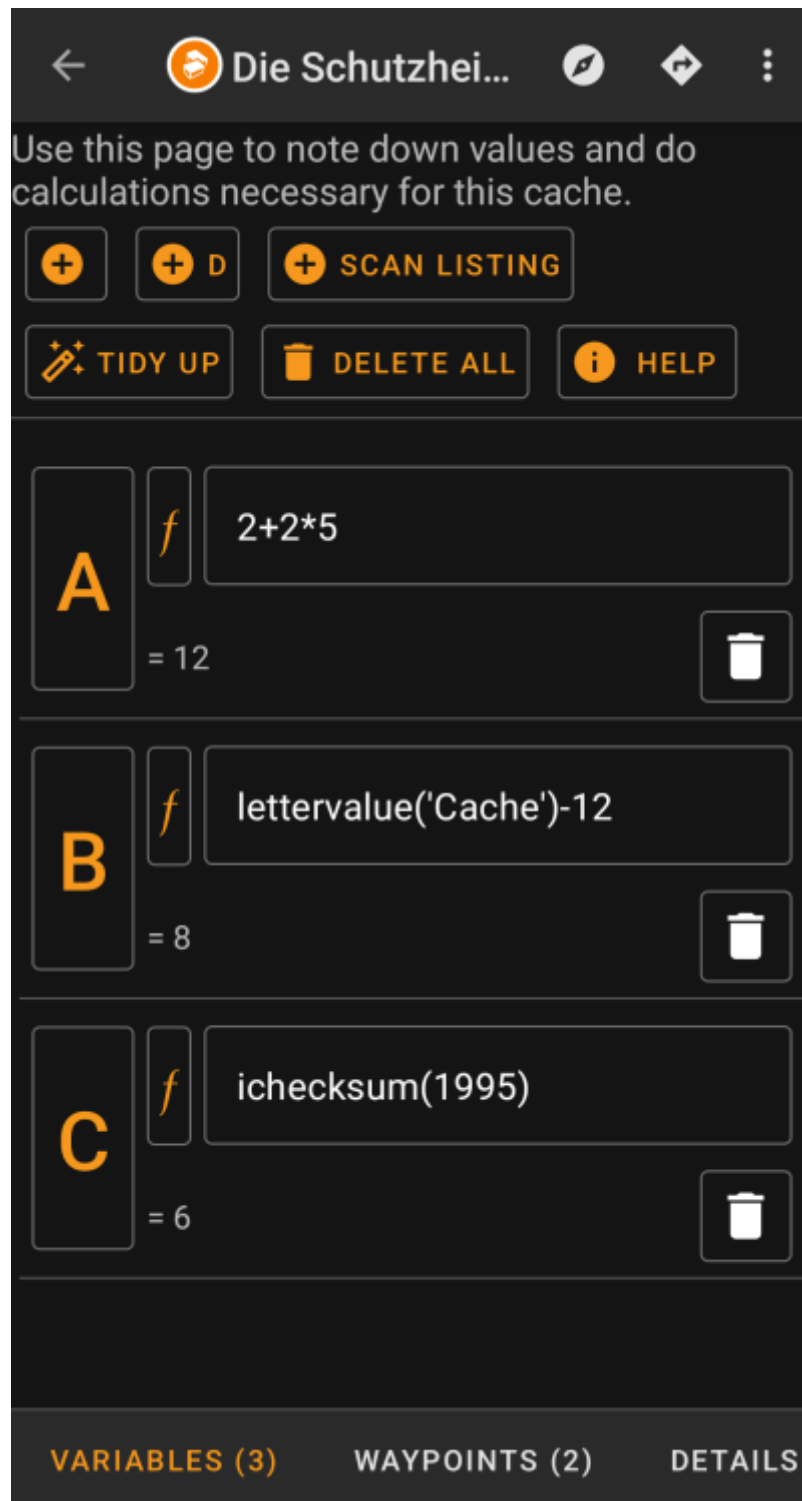 Die Schutzhei...
Use this page to note down values and do
calculations necessary for this cache.
D
SCAN LISTING
TIDY UP
DELETE ALL
HELP
A
f
2+2*5
= 12
B
f
lettervalue('Cache')-12
= 8
C
f
ichecksum(1995)
= 6
VARIABLES (3)
WAYPOINTS (2)
DETAILS